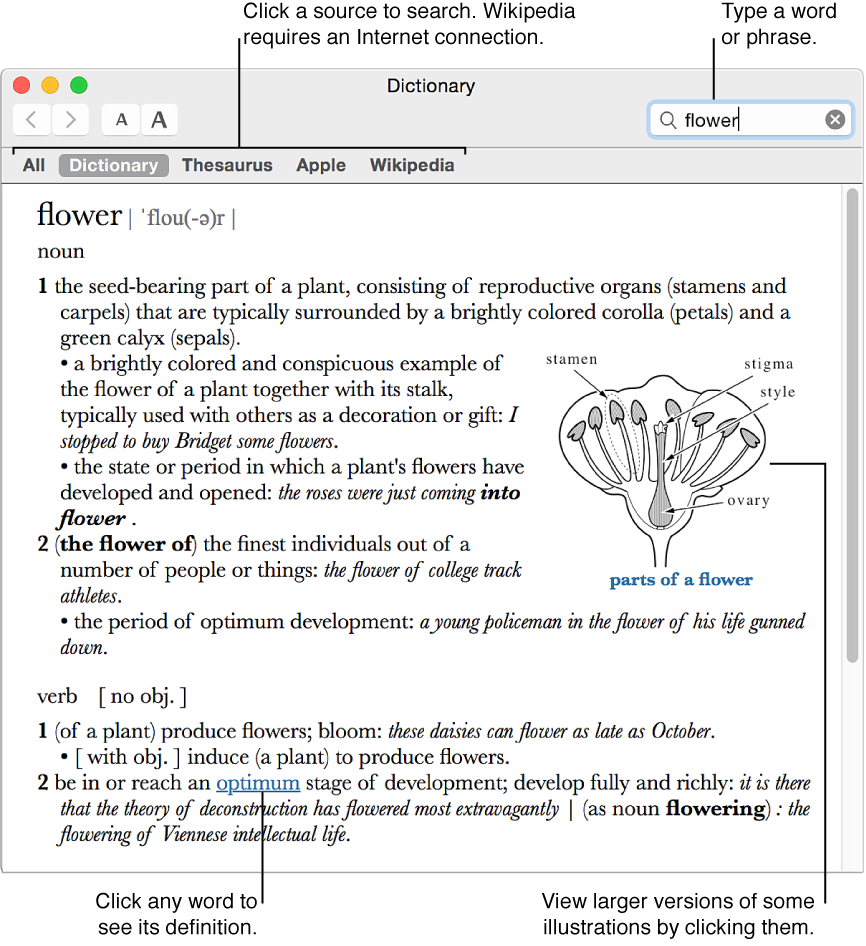 Click a source to search. Wikipedia
requires an Internet connection.
Type a word
or phrase.
Dictionary
A A
flower
All Dictionary Thesaurus Apple Wikipedia
flower | ˈflou(-ə)r |
noun
1 the seed-bearing part of a plant, consisting of reproductive organs (stamens and
carpels) that are typically surrounded by a brightly colored corolla (petals) and a
green calyx (sepals).
• a brightly colored and conspicuous example of
the flower of a plant together with its stalk,
typically used with others as a decoration or gift: I
stopped to buy Bridget some flowers.
• the state or period in which a plant's flowers have
developed and opened: the roses were just coming into
flower .
2 (the flower of) the finest individuals out of a
number of people or things: the flower of college track
athletes.
stamen
stigma
style
ovary
parts of a flower
• the period of optimum development: a young policeman in the flower of his life gunned
down.
verb [ no obj. ]
1 (of a plant) produce flowers; bloom: these daisies can flower as late as October.
• [ with obj. ] induce (a plant) to produce flowers.
2 be in or reach an optimum stage of development; develop fully and richly: it is there
that the theory of deconstruction has flowered most extravagantly | (as noun flowering) : the
flowering of Viennese intellectual life.
Click any word to
see its definition.
View larger versions of some
illustrations by clicking them.